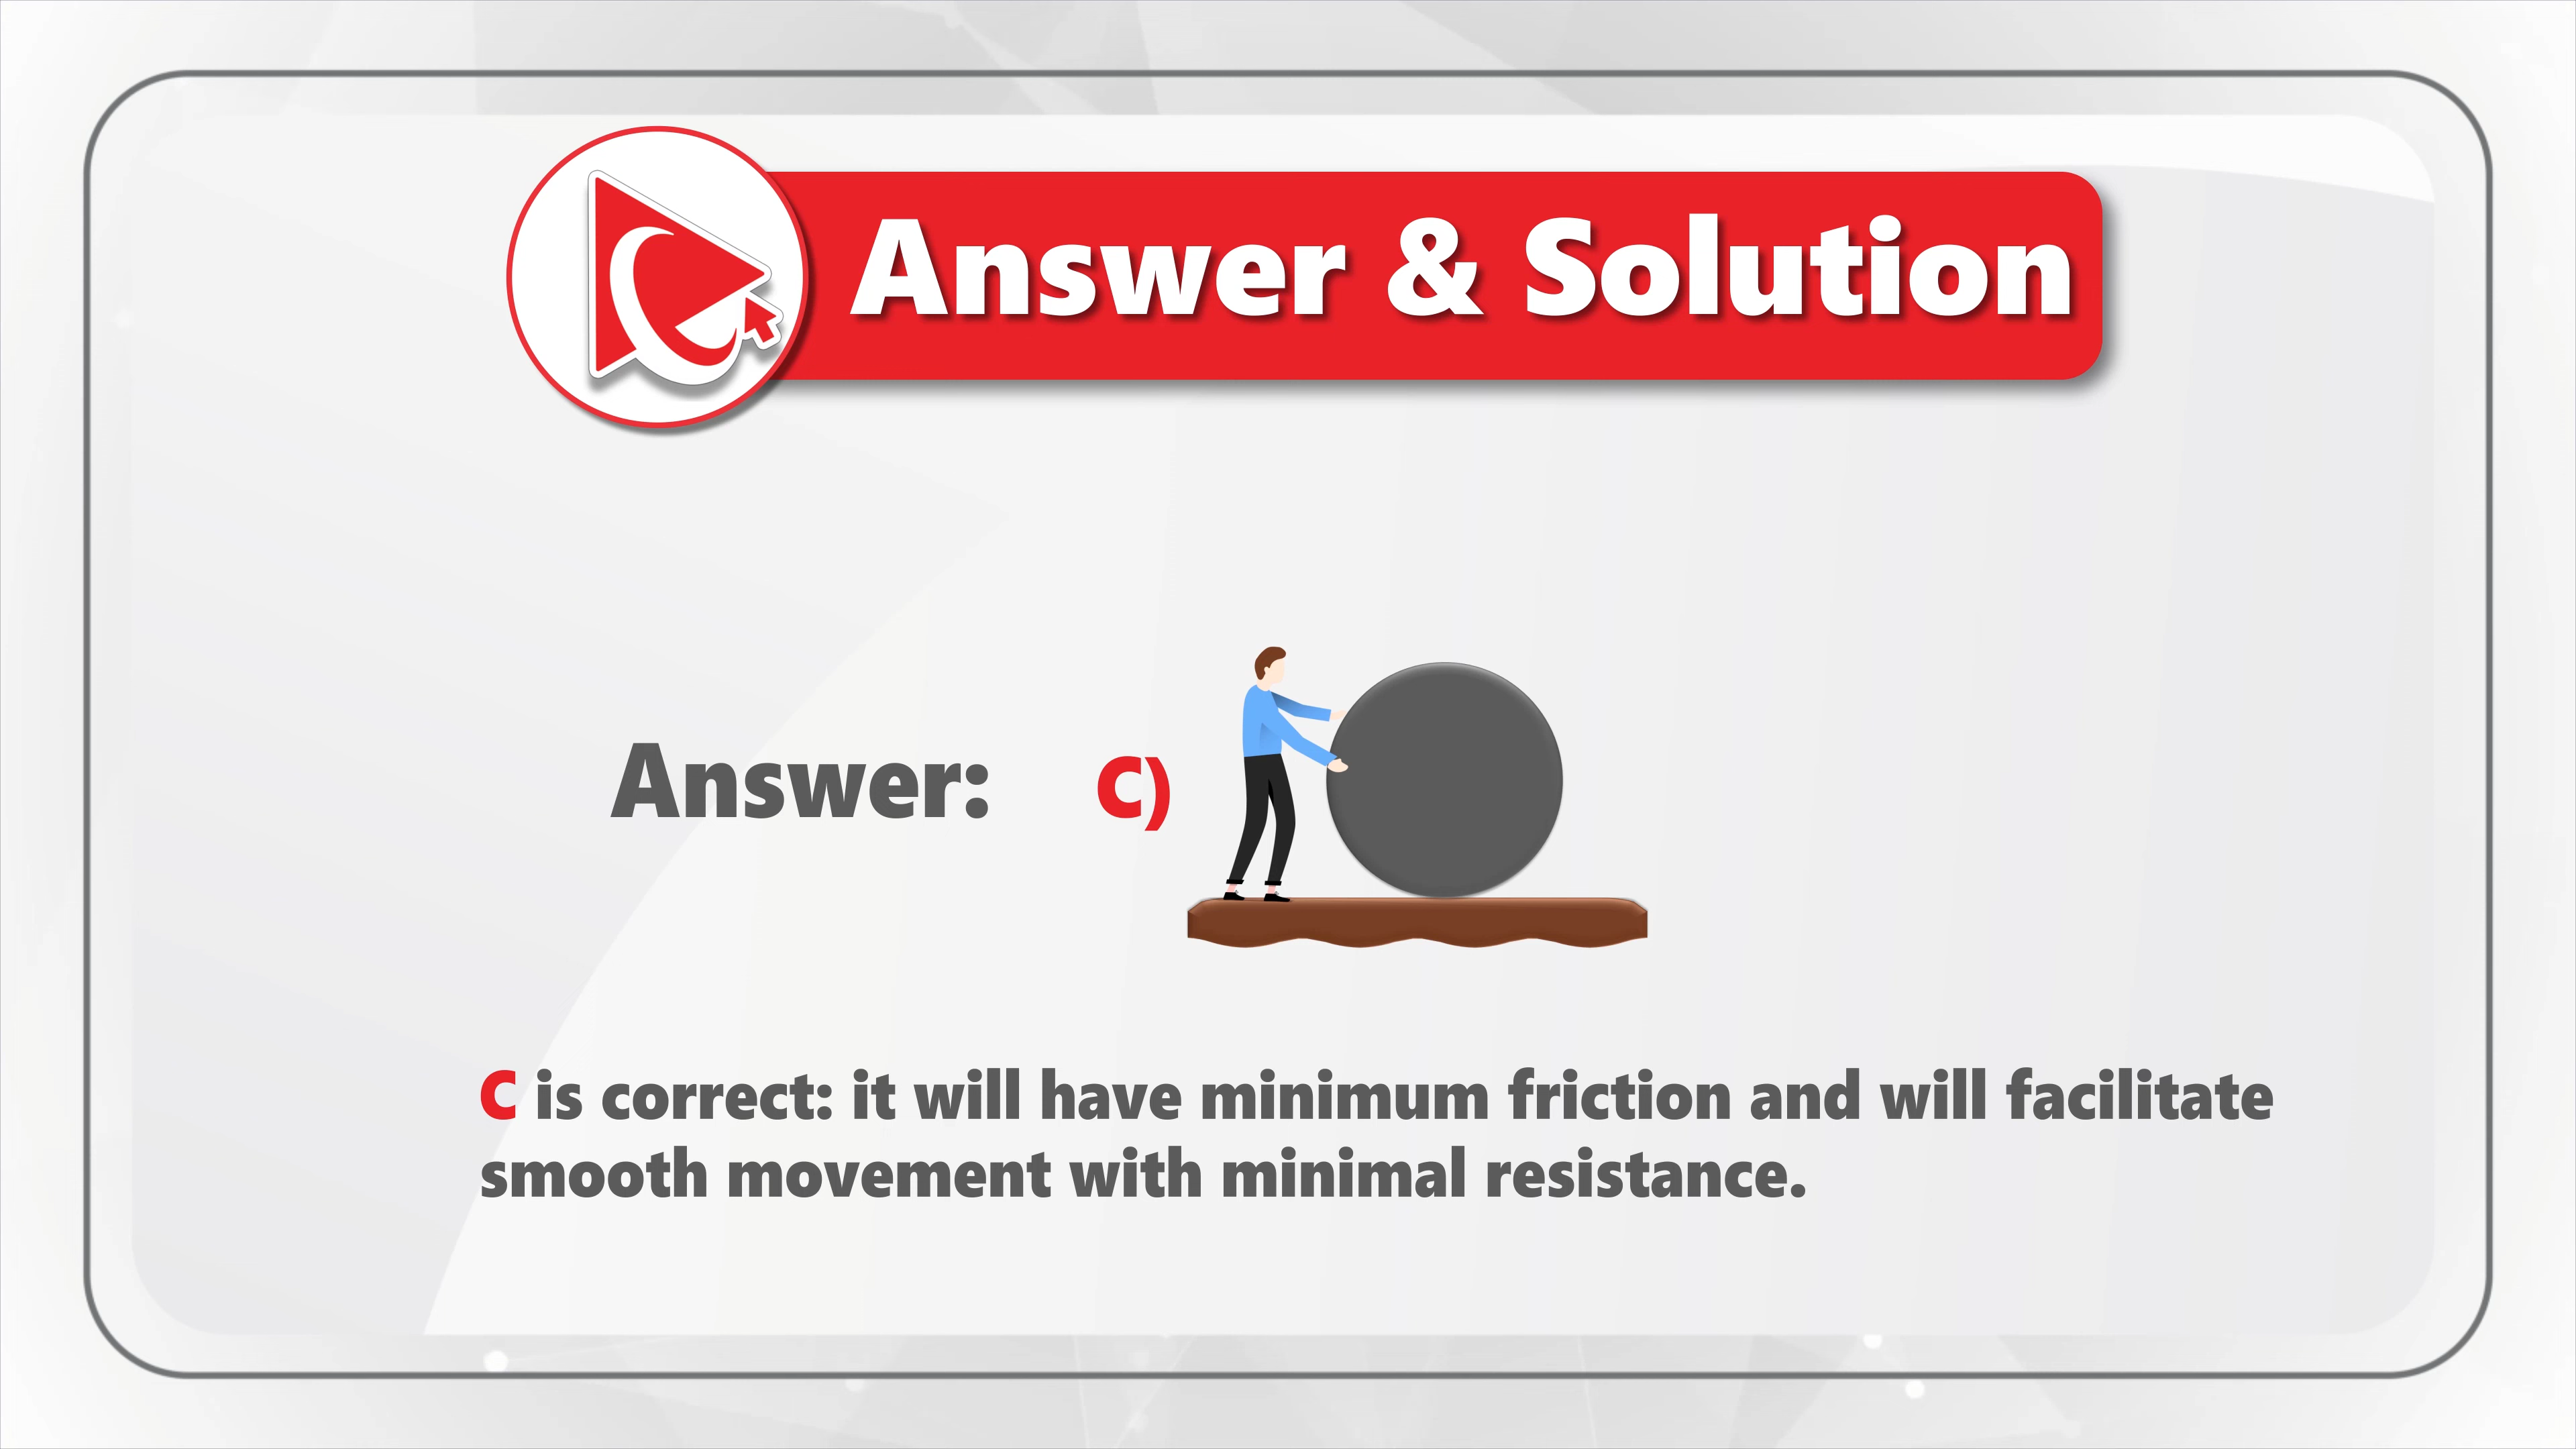 Answer & Solution
Answer: C)
C is correct: it will have minimum friction and will facilitate
smooth movement with minimal resistance.